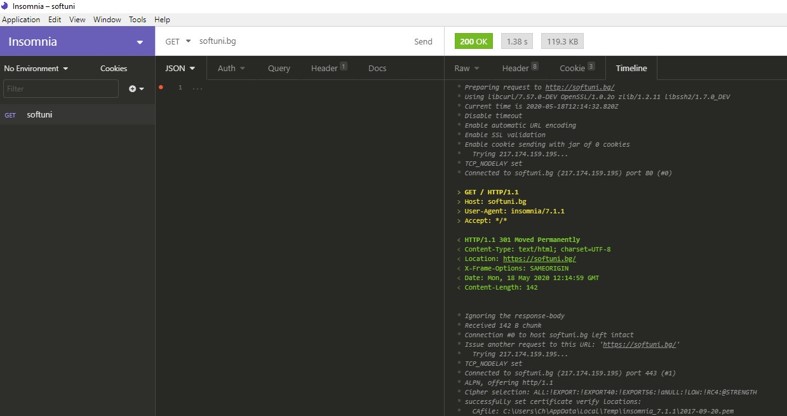 Insomnia – softuni
Application Edit View Window Tools Help
Insomnia
GET softuni.bg Send
200 OK 1.38 s 119.3 KB
No Environment Cookies
JSON Auth Query Header 1 Docs
Raw Header 8 Cookie 3 Timeline
Filter
1 ...
GET softuni
* Preparing request to http://softuni.bg/
* Using libcurl/7.57.0-DEV OpenSSL/1.0.2o zlib/1.2.11 libssh2/1.7.0_DEV
* Current time is 2020-05-18T12:14:32.820Z
* Disable timeout
* Enable automatic URL encoding
* Enable SSL validation
* Enable cookie sending with jar of 0 cookies
* Trying 217.174.159.195...
* TCP_NODELAY set
* Connected to softuni.bg (217.174.159.195) port 80 (#0)
> GET / HTTP/1.1
> Host: softuni.bg
> User-Agent: insomnia/7.1.1
> Accept: */*
< HTTP/1.1 301 Moved Permanently
< Content-Type: text/html; charset=UTF-8
< Location: https://softuni.bg/
< X-Frame-Options: SAMEORIGIN
< Date: Mon, 18 May 2020 12:14:59 GMT
< Content-Length: 142
* Ignoring the response-body
* Received 142 B chunk
* Connection #0 to host softuni.bg left intact
* Issue another request to this URL: 'https://softuni.bg/'
* Trying 217.174.159.195...
* TCP_NODELAY set
* Connected to softuni.bg (217.174.159.195) port 443 (#1)
* ALPN, offering http/1.1
* Cipher selection: ALL:!EXPORT:!EXPORT40:!EXPORT56:!aNULL:!LOW:!RC4:@STRENGTH
* successfully set certificate verify locations:
* CAfile: C:\Users\Ch\AppData\Local\Temp\insomnia_7.1.1\2017-09-20.pem